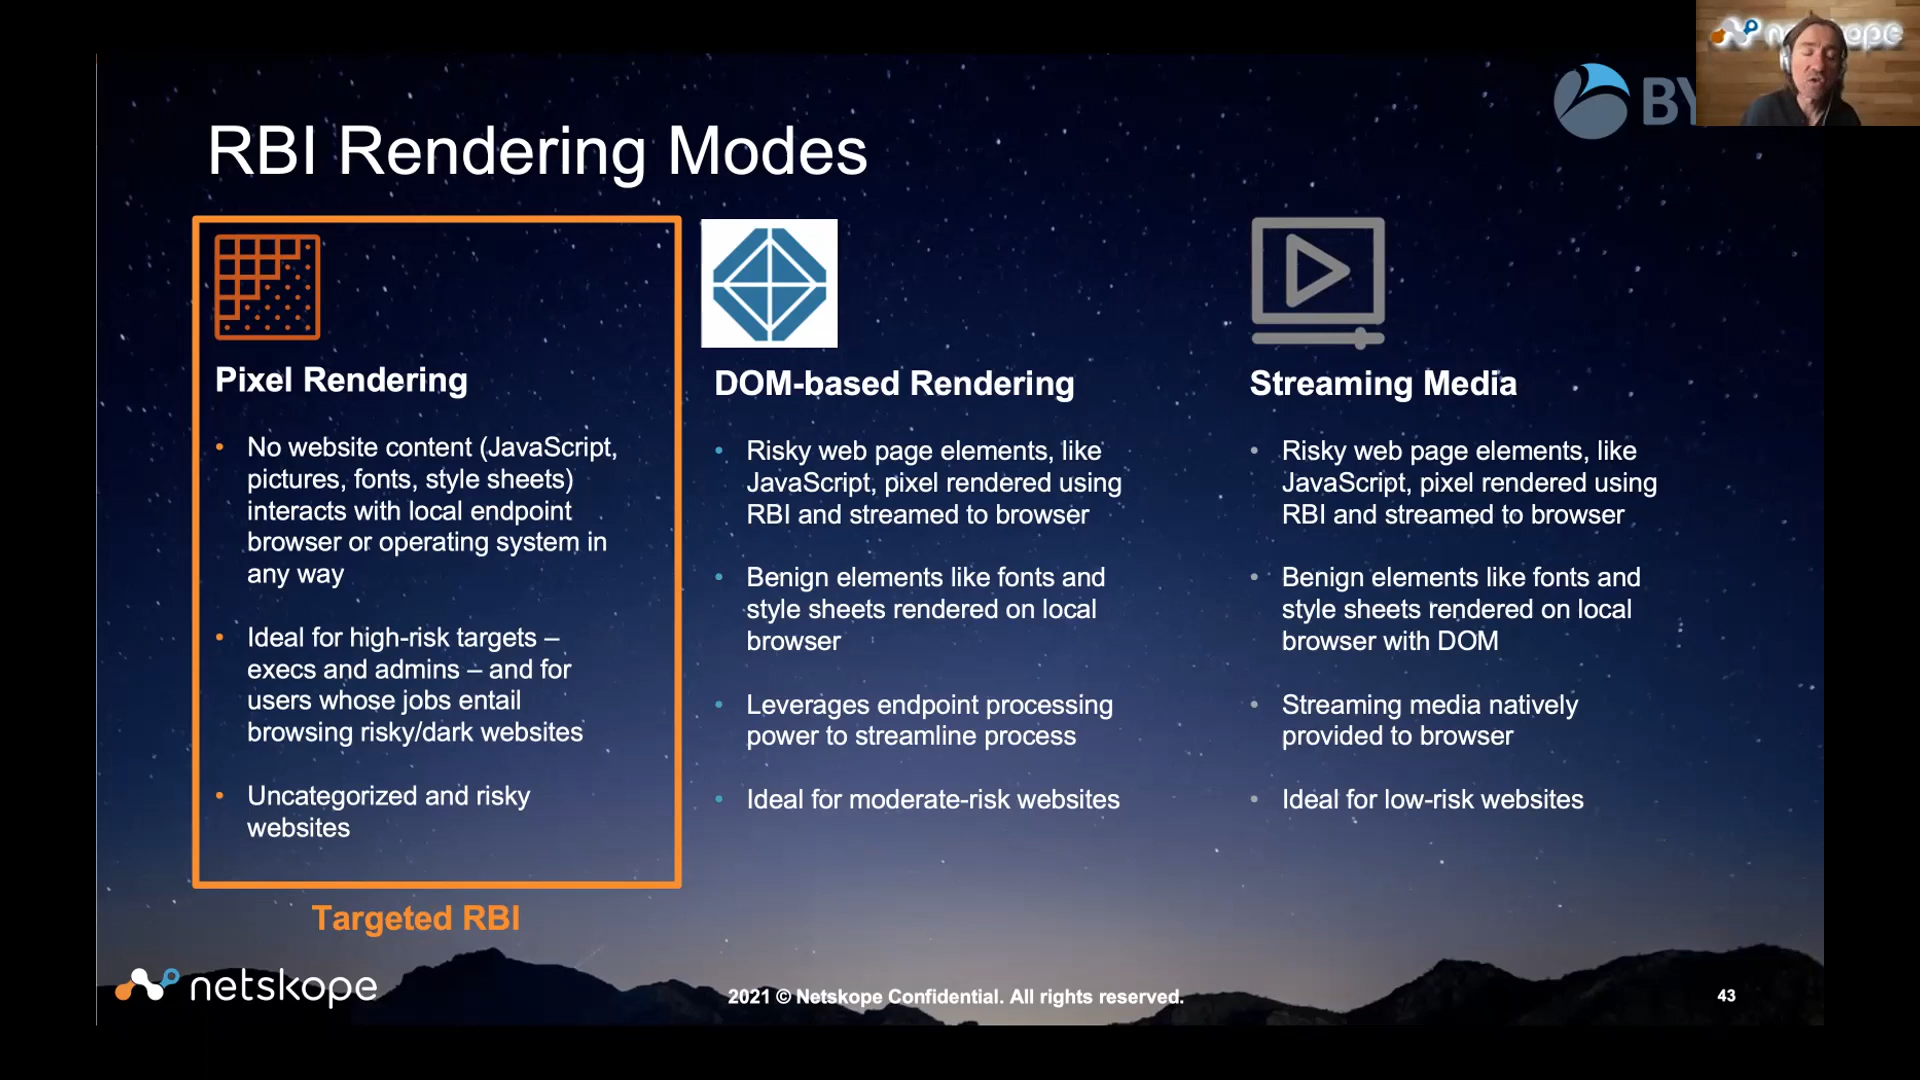 BY
RBI Rendering Modes
Pixel Rendering
• No website content (JavaScript,
pictures, fonts, style sheets)
interacts with local endpoint
browser or operating system in
any way
• Ideal for high-risk targets –
execs and admins – and for
users whose jobs entail
browsing risky/dark websites
• Uncategorized and risky
websites
Targeted RBI
DOM-based Rendering
• Risky web page elements, like
JavaScript, pixel rendered using
RBI and streamed to browser
• Benign elements like fonts and
style sheets rendered on local
browser
• Leverages endpoint processing
power to streamline process
• Ideal for moderate-risk websites
Streaming Media
• Risky web page elements, like
JavaScript, pixel rendered using
RBI and streamed to browser
• Benign elements like fonts and
style sheets rendered on local
browser with DOM
• Streaming media natively
provided to browser
• Ideal for low-risk websites
netskope
2021 © Netskope Confidential. All rights reserved.
43